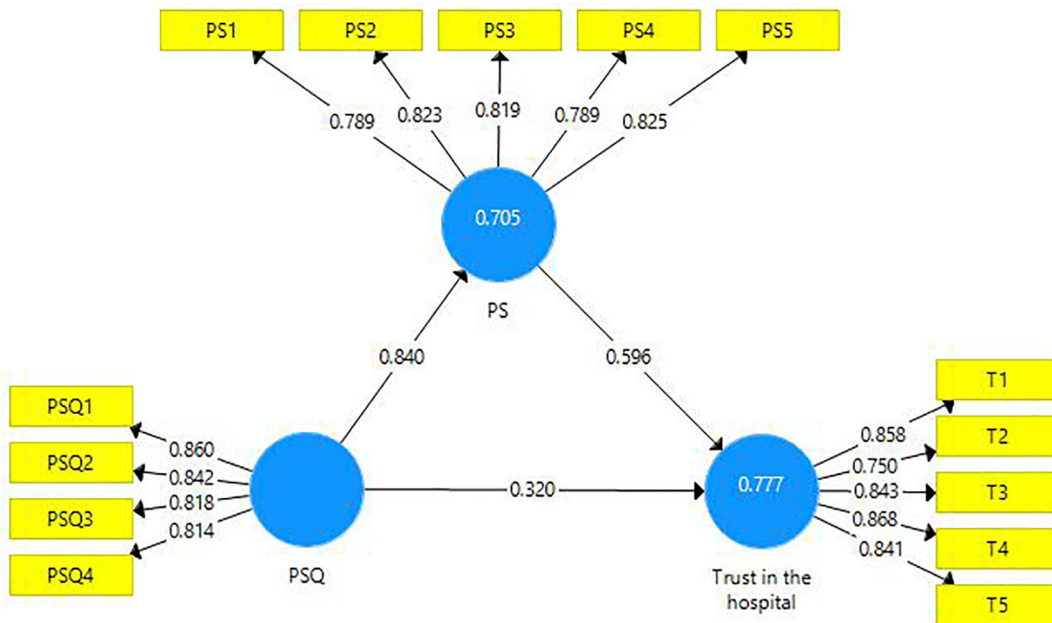 PS1 PS2 PS3 PS4 PS5
0.789 0.823 0.819 0.789 0.825
0.705
PS
0.840 0.596
PSQ1
PSQ2
PSQ3
PSQ4
0.860
0.842
0.818
0.814
PSQ
0.320
0.777
Trust in the
hospital
0.858
0.750
0.843
0.868
0.841
T1
T2
T3
T4
T5